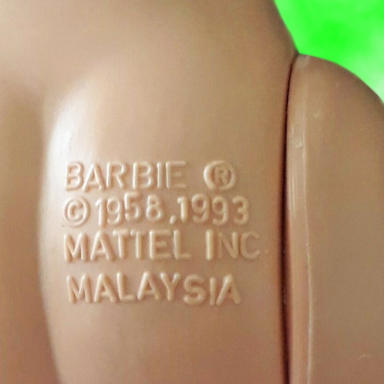 BARBIE ®
©1958,1993
MATTEL INC
MALAYSIA